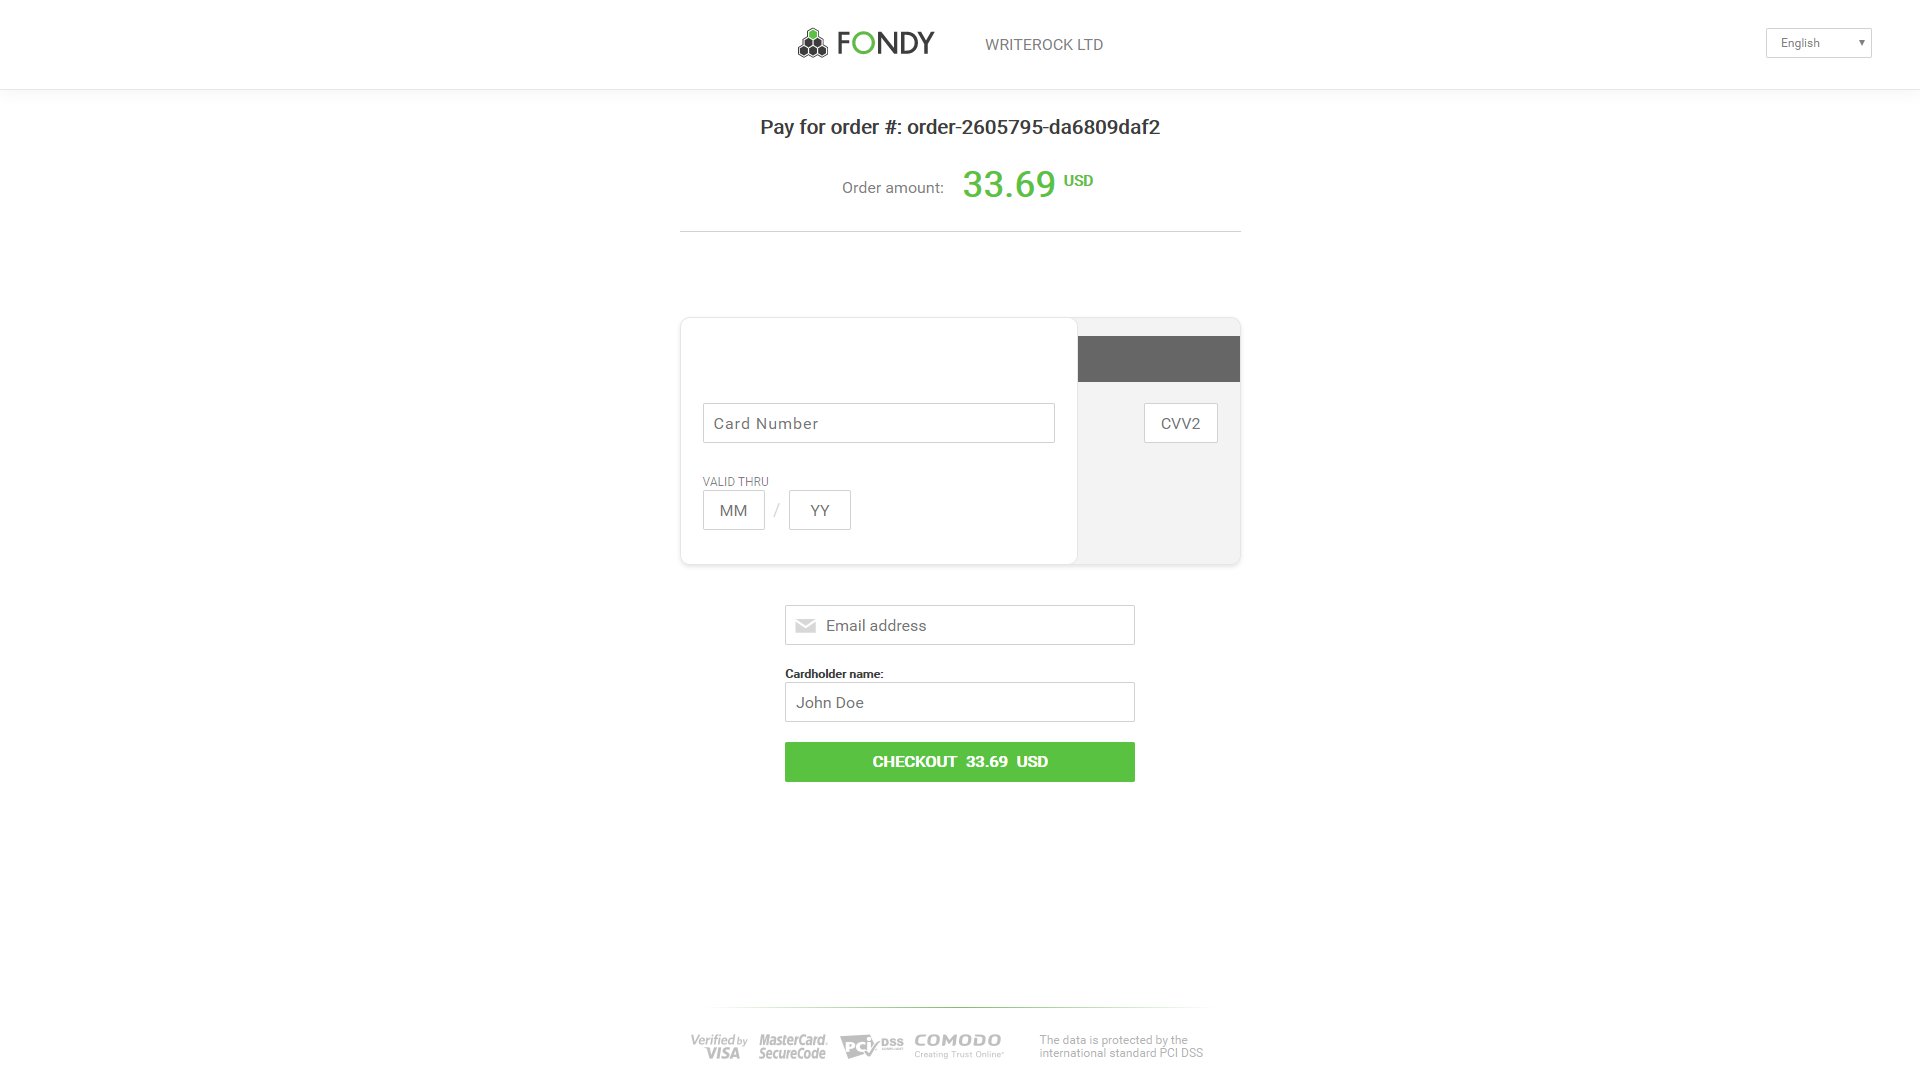 FONDY
WRITEROCK LTD
English
Pay for order #: order-2605795-da6809daf2
Order amount: 33.69 USD
Card Number
CVV2
VALID THRU
MM / YY
Email address
Cardholder name:
John Doe
CHECKOUT 33.69 USD
Verified by
VISA
MasterCard.
SecureCode
PCI DSS
COMODO
Creating Trust Online®
The data is protected by the
international standard PCI DSS